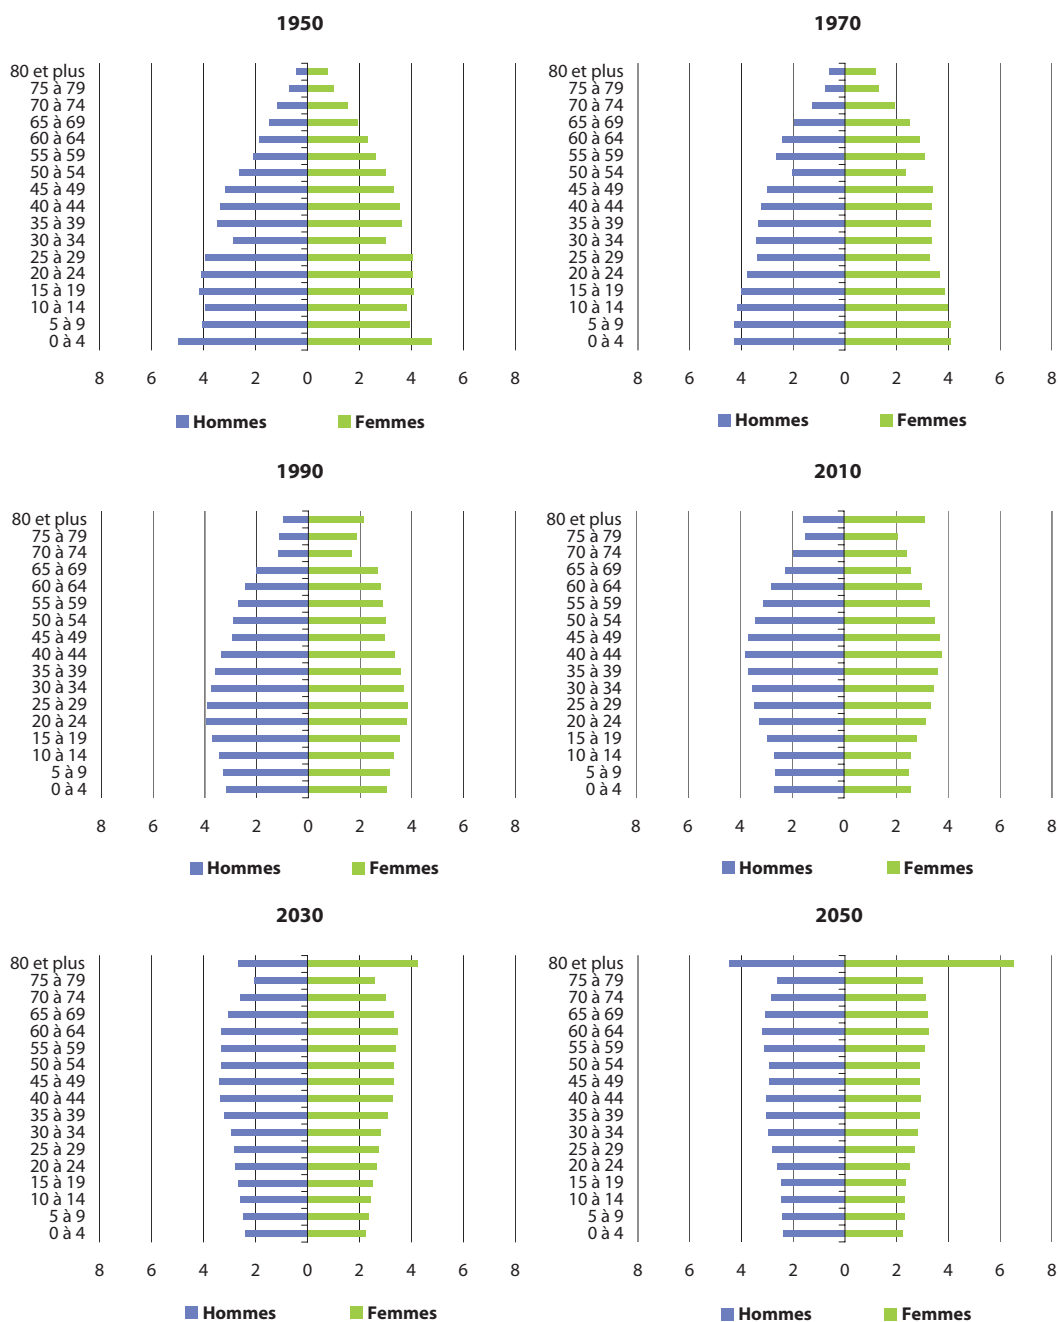 1950
80 et plus
75 à 79
70 à 74
65 à 69
60 à 64
55 à 59
50 à 54
45 à 49
40 à 44
35 à 39
30 à 34
25 à 29
20 à 24
15 à 19
10 à 14
5 à 9
0 à 4
8 6 4 2 0 2 4 6 8
Hommes Femmes
1970
80 et plus
75 à 79
70 à 74
65 à 69
60 à 64
55 à 59
50 à 54
45 à 49
40 à 44
35 à 39
30 à 34
25 à 29
20 à 24
15 à 19
10 à 14
5 à 9
0 à 4
8 6 4 2 0 2 4 6 8
Hommes Femmes
1990
80 et plus
75 à 79
70 à 74
65 à 69
60 à 64
55 à 59
50 à 54
45 à 49
40 à 44
35 à 39
30 à 34
25 à 29
20 à 24
15 à 19
10 à 14
5 à 9
0 à 4
8 6 4 2 0 2 4 6 8
Hommes Femmes
2010
80 et plus
75 à 79
70 à 74
65 à 69
60 à 64
55 à 59
50 à 54
45 à 49
40 à 44
35 à 39
30 à 34
25 à 29
20 à 24
15 à 19
10 à 14
5 à 9
0 à 4
8 6 4 2 0 2 4 6 8
Hommes Femmes
2030
80 et plus
75 à 79
70 à 74
65 à 69
60 à 64
55 à 59
50 à 54
45 à 49
40 à 44
35 à 39
30 à 34
25 à 29
20 à 24
15 à 19
10 à 14
5 à 9
0 à 4
8 6 4 2 0 2 4 6 8
Hommes Femmes
2050
80 et plus
75 à 79
70 à 74
65 à 69
60 à 64
55 à 59
50 à 54
45 à 49
40 à 44
35 à 39
30 à 34
25 à 29
20 à 24
15 à 19
10 à 14
5 à 9
0 à 4
8 6 4 2 0 2 4 6 8
Hommes Femmes